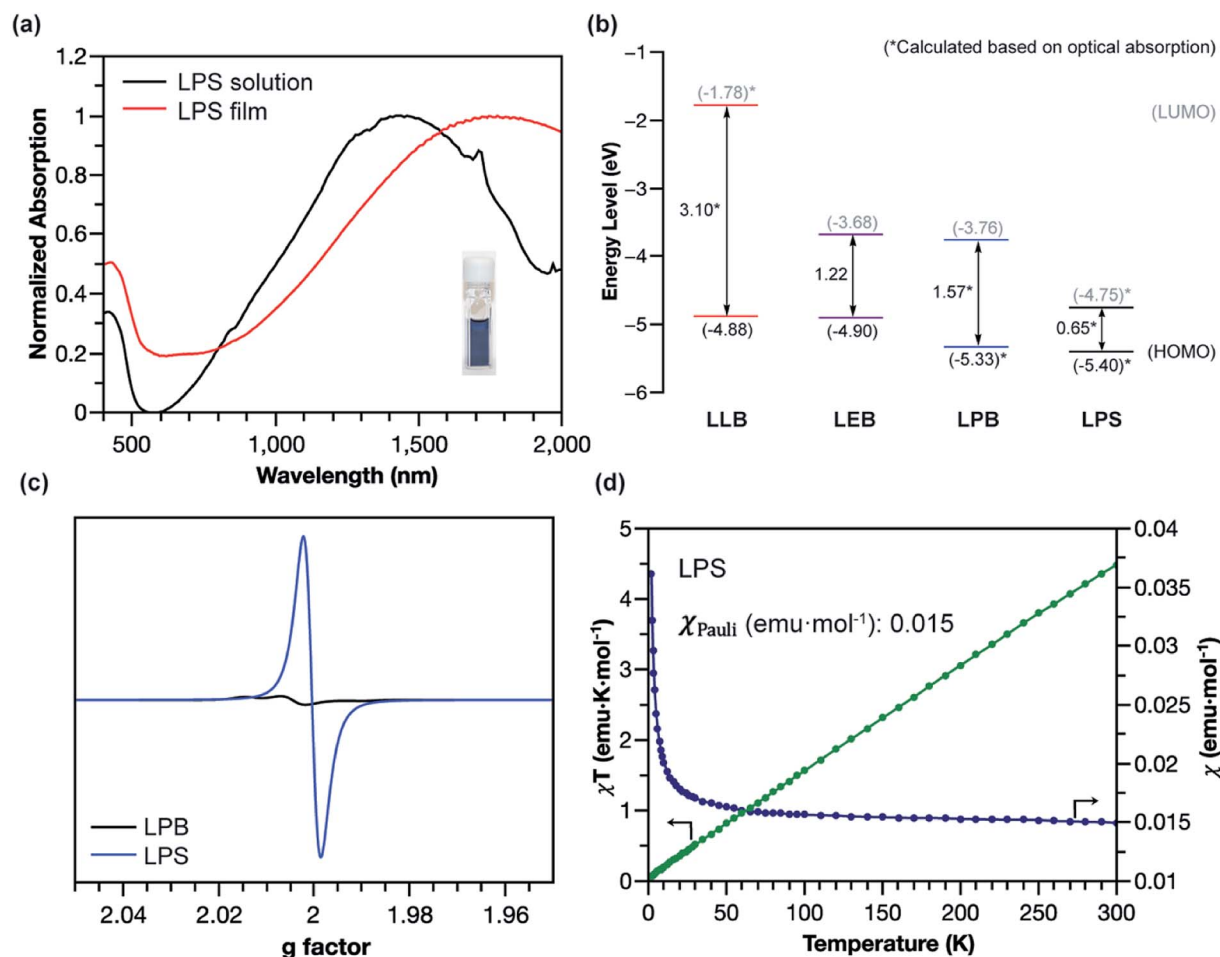 (a)
1.2
1
0.8
0.6
0.4
0.2
0
Normalized Absorption
LPS solution
LPS film
500
1,000
1,500
2,000
Wavelength (nm)
(b)
(*Calculated based on optical absorption)
−1
−2
−3
−4
−5
−6
Energy Level (eV)
(-1.78)*
(LUMO)
3.10*
(-3.68)
(-3.76)
1.22
1.57*
(-4.75)*
0.65*
(-4.88)
(-4.90)
(-5.33)*
(-5.40)*
(HOMO)
LLB
LEB
LPB
LPS
(c)
LPB
LPS
2.04
2.02
2
1.98
1.96
g factor
(d)
5
4
3
2
1
0
χT (emu·K·mol⁻¹)
LPS
χPauli (emu·mol⁻¹): 0.015
0.04
0.035
0.03
0.025
0.02
0.015
0.01
χ (emu·mol⁻¹)
0
50
100
150
200
250
300
Temperature (K)